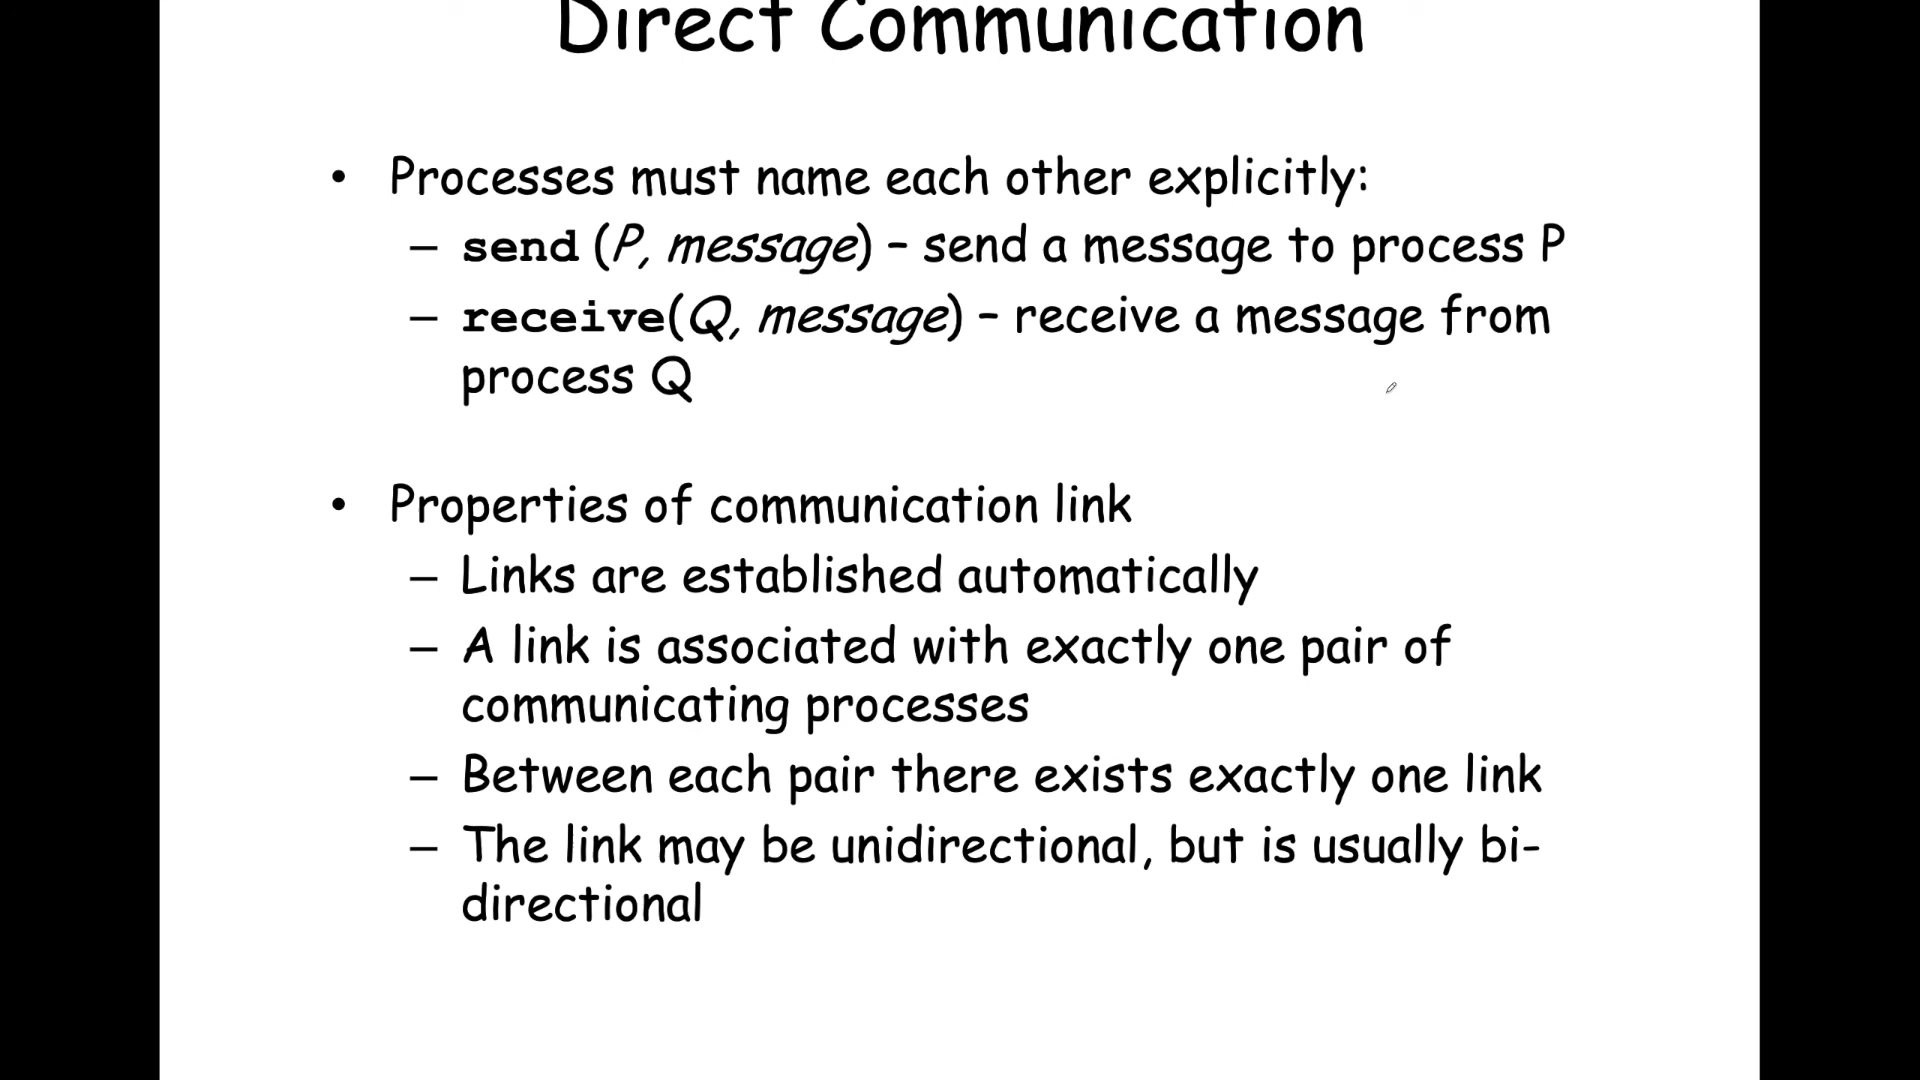 Direct Communication
• Processes must name each other explicitly:
– send (P, message) – send a message to process P
– receive(Q, message) – receive a message from
process Q
• Properties of communication link
– Links are established automatically
– A link is associated with exactly one pair of
communicating processes
– Between each pair there exists exactly one link
– The link may be unidirectional, but is usually bi-
directional